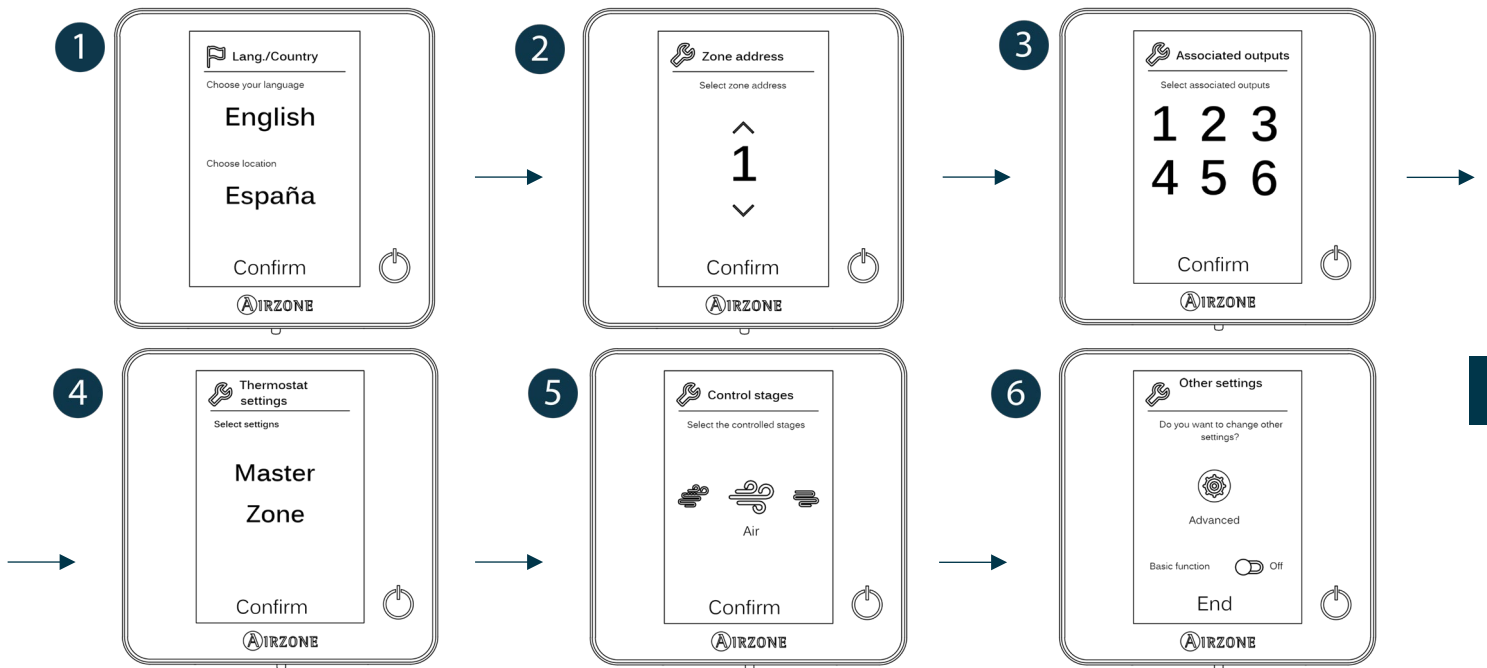 1
Lang./Country
Choose your language
English
Choose location
España
Confirm
AIRZONE
2
Zone address
Select zone address
1
Confirm
AIRZONE
3
Associated outputs
Select associated outputs
1 2 3
4 5 6
Confirm
AIRZONE
4
Thermostat
settings
Select settigns
Master
Zone
Confirm
AIRZONE
5
Control stages
Select the controlled stages
Air
Confirm
AIRZONE
6
Other settings
Do you want to change other
settings?
Advanced
Basic function Off
End
AIRZONE